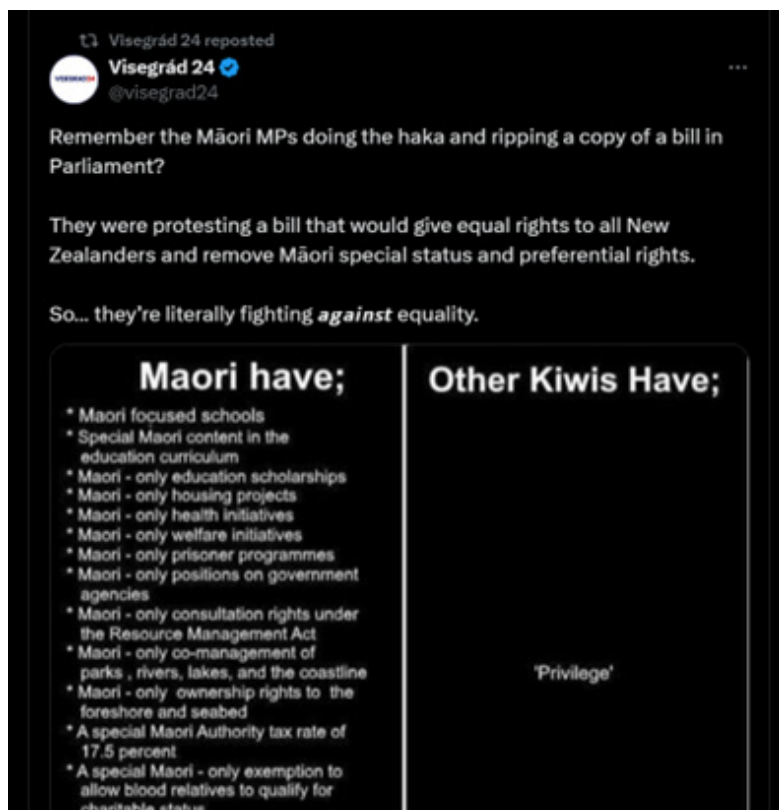 Visegrád 24 reposted
VISEGRAD24
Visegrád 24
@visegrad24
Remember the Māori MPs doing the haka and ripping a copy of a bill in
Parliament?
They were protesting a bill that would give equal rights to all New
Zealanders and remove Māori special status and preferential rights.
So... they're literally fighting against equality.
Maori have;
* Maori focused schools
* Special Maori content in the
education curriculum
* Maori - only education scholarships
* Maori - only housing projects
* Maori - only health initiatives
* Maori - only welfare initiatives
* Maori - only prisoner programmes
* Maori - only positions on government
agencies
* Maori - only consultation rights under
the Resource Management Act
* Maori - only co-management of
parks , rivers, lakes, and the coastline
* Maori - only ownership rights to the
foreshore and seabed
* A special Maori Authority tax rate of
17.5 percent
* A special Maori - only exemption to
allow blood relatives to qualify for
charitable status
Other Kiwis Have;
'Privilege'